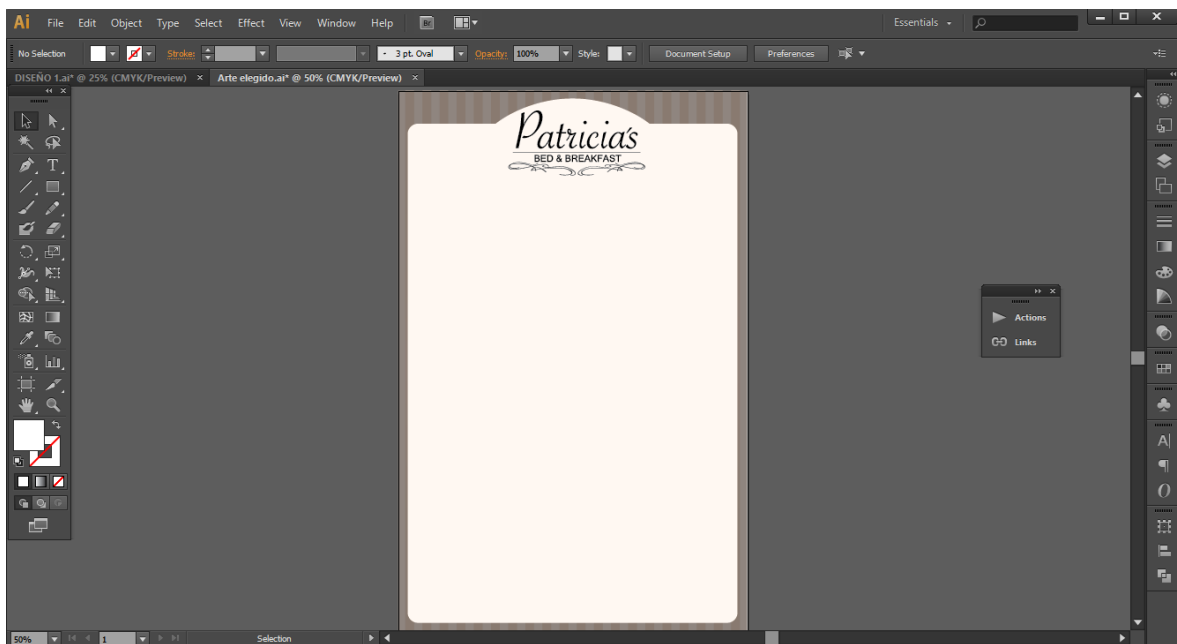 Ai File Edit Object Type Select Effect View Window Help Br Essentials
No Selection Stroke: 3 pt. Oval Opacity: 100% Style: Document Setup Preferences
DISEÑO 1.ai* @ 25% (CMYK/Preview) × Arte elegido.ai* @ 50% (CMYK/Preview) ×
Patricia's
BED & BREAKFAST
Actions
Links
50% 1 Selection